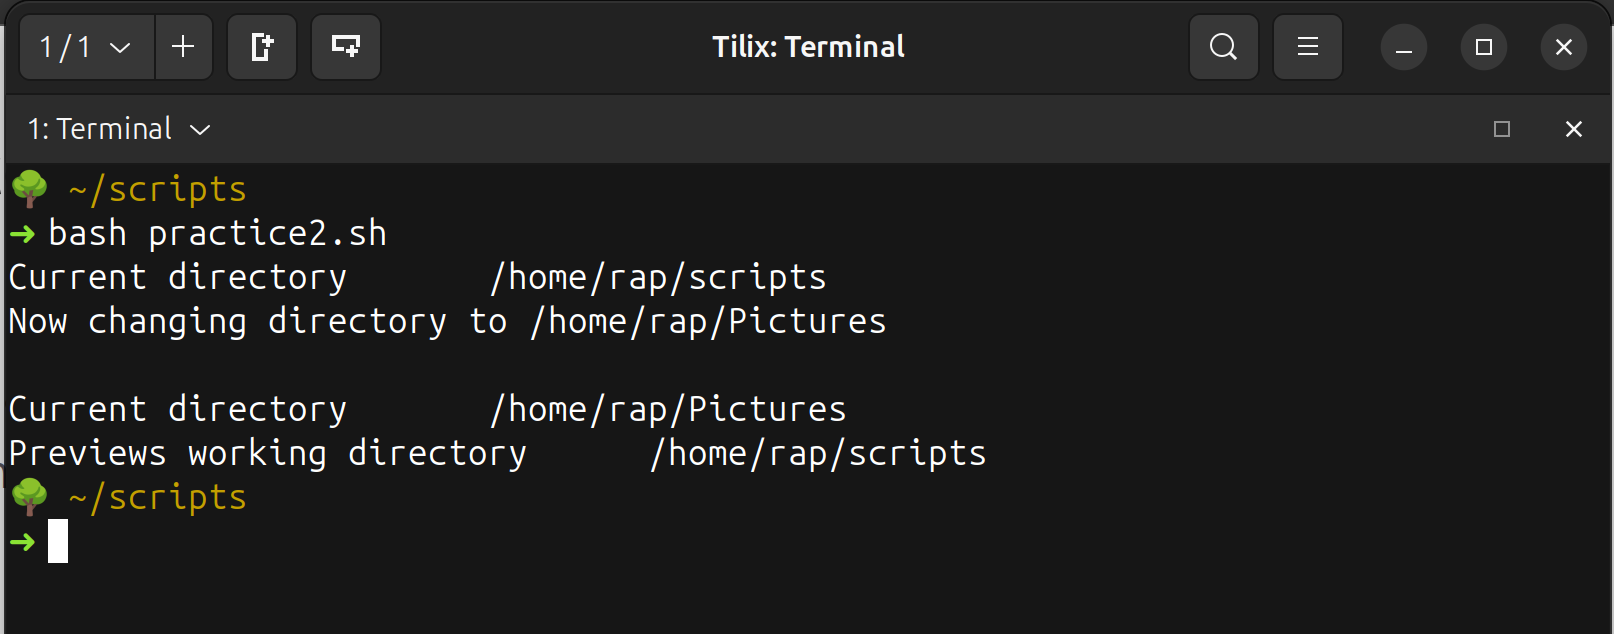 1 / 1
Tilix: Terminal
1: Terminal
~/scripts
➜ bash practice2.sh
Current directory       /home/rap/scripts
Now changing directory to /home/rap/Pictures

Current directory       /home/rap/Pictures
Previews working directory      /home/rap/scripts
~/scripts
➜